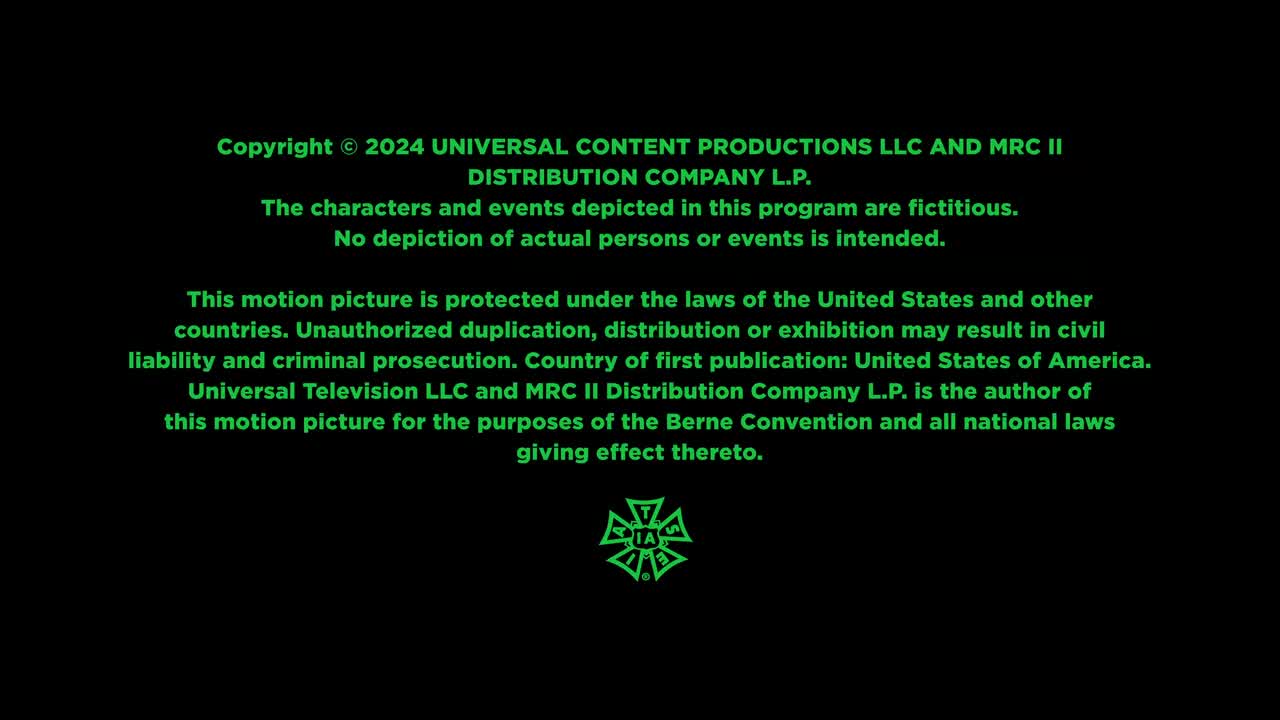 Copyright © 2024 UNIVERSAL CONTENT PRODUCTIONS LLC AND MRC II
DISTRIBUTION COMPANY L.P.
The characters and events depicted in this program are fictitious.
No depiction of actual persons or events is intended.
This motion picture is protected under the laws of the United States and other
countries. Unauthorized duplication, distribution or exhibition may result in civil
liability and criminal prosecution. Country of first publication: United States of America.
Universal Television LLC and MRC II Distribution Company L.P. is the author of
this motion picture for the purposes of the Berne Convention and all national laws
giving effect thereto.
I A T S E
IA
®